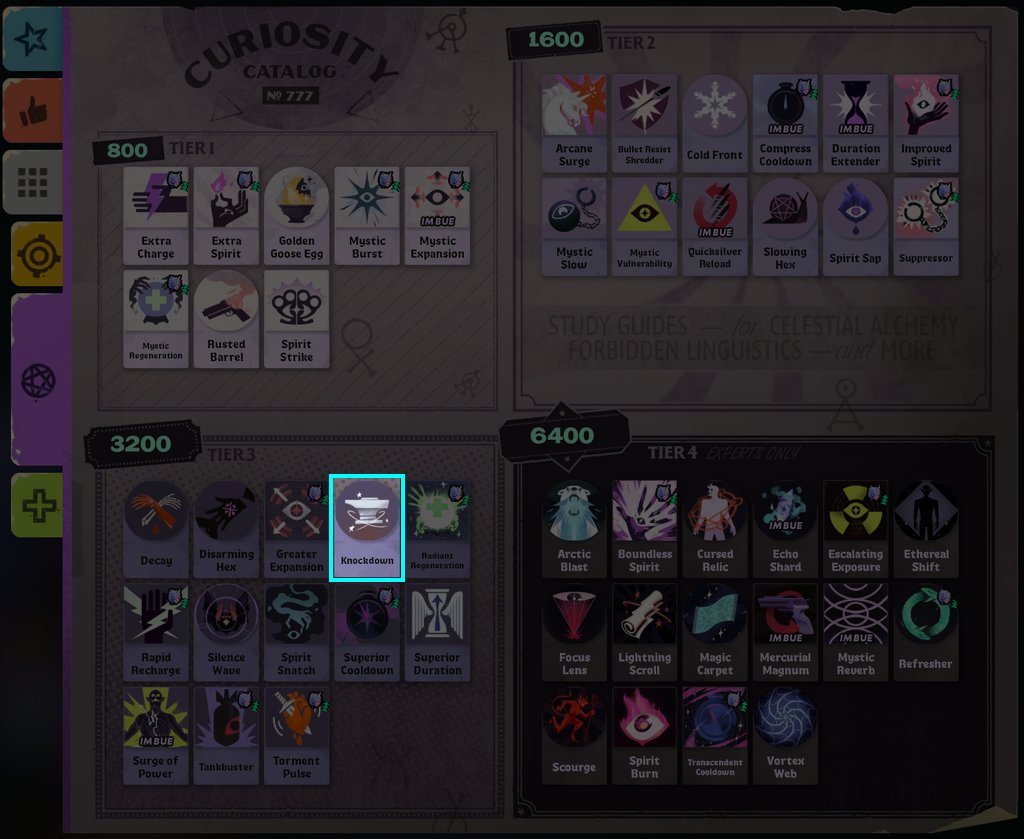 CURIOSITY
CATALOG
Nº 777
800 TIER 1
Extra Charge
Extra Spirit
Golden Goose Egg
Mystic Burst
IMBUE
Mystic Expansion
Mystic Regeneration
Rusted Barrel
Spirit Strike
1600 TIER 2
Arcane Surge
Bullet Resist Shredder
Cold Front
IMBUE
Compress Cooldown
IMBUE
Duration Extender
Improved Spirit
Mystic Slow
Mystic Vulnerability
IMBUE
Quicksilver Reload
Slowing Hex
Spirit Sap
Suppressor
STUDY GUIDES — for CELESTIAL ALCHEMY
FORBIDDEN LINGUISTICS — and MORE
3200 TIER 3
Decay
Disarming Hex
Greater Expansion
Knockdown
Radiant Regeneration
Rapid Recharge
Silence Wave
Spirit Snatch
Superior Cooldown
Superior Duration
IMBUE
Surge of Power
Tankbuster
Torment Pulse
6400 TIER 4 EXPERTS ONLY
Arctic Blast
Boundless Spirit
Cursed Relic
IMBUE
Echo Shard
Escalating Exposure
Ethereal Shift
Focus Lens
Lightning Scroll
Magic Carpet
IMBUE
Mercurial Magnum
IMBUE
Mystic Reverb
Refresher
Scourge
Spirit Burn
Transcendent Cooldown
Vortex Web